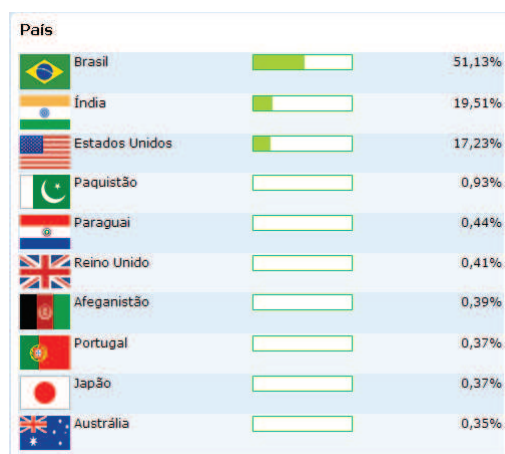 País
Brasil 51,13%
Índia 19,51%
Estados Unidos 17,23%
Paquistão 0,93%
Paraguai 0,44%
Reino Unido 0,41%
Afeganistão 0,39%
Portugal 0,37%
Japão 0,37%
Austrália 0,35%